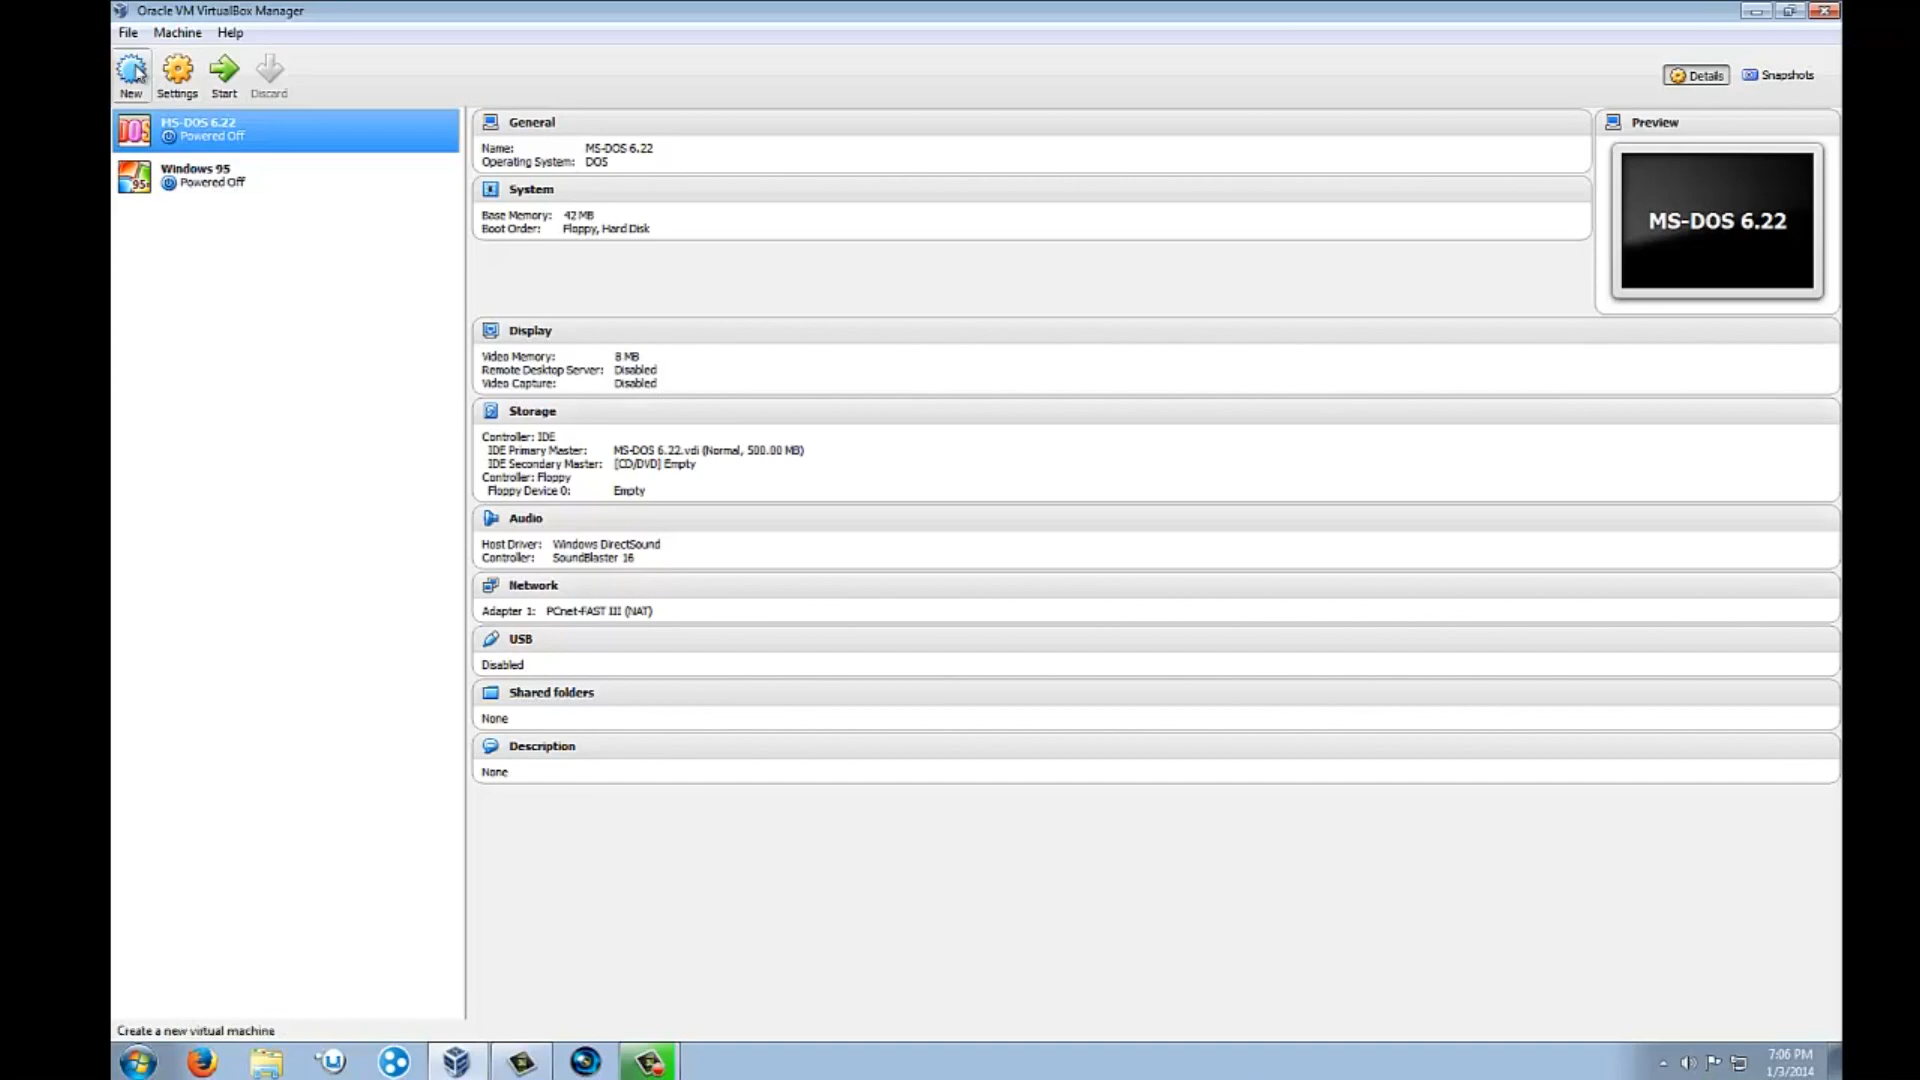 Oracle VM VirtualBox Manager
File Machine Help
New Settings Start Discard
Details Snapshots
MS-DOS 6.22
Powered Off
Windows 95
Powered Off
General
Name: MS-DOS 6.22
Operating System: DOS
System
Base Memory: 42 MB
Boot Order: Floppy, Hard Disk
Preview
MS-DOS 6.22
Display
Video Memory: 8 MB
Remote Desktop Server: Disabled
Video Capture: Disabled
Storage
Controller: IDE
IDE Primary Master: MS-DOS 6.22.vdi (Normal, 500.00 MB)
IDE Secondary Master: [CD/DVD] Empty
Controller: Floppy
Floppy Device 0: Empty
Audio
Host Driver: Windows DirectSound
Controller: SoundBlaster 16
Network
Adapter 1: PCnet-FAST III (NAT)
USB
Disabled
Shared folders
None
Description
None
Create a new virtual machine
7:06 PM
1/3/2014